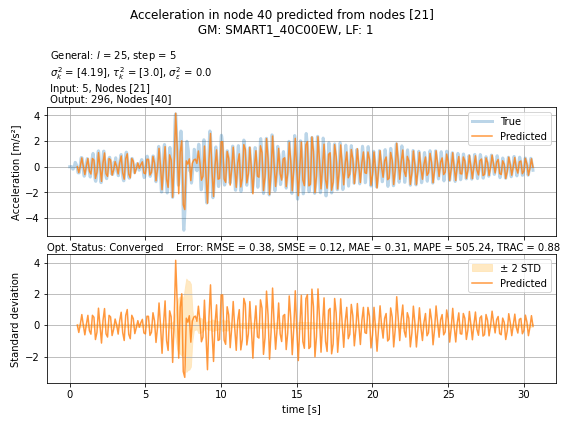 Acceleration in node 40 predicted from nodes [21]
GM: SMART1_40C00EW, LF: 1
General: l = 25, step = 5
σ_k^2 = [4.19], τ_k^2 = [3.0], σ_ε^2 = 0.0
Input: 5, Nodes [21]
Output: 296, Nodes [40]
Acceleration [m/s²]
4
2
0
−2
−4
True
Predicted
Opt. Status: Converged    Error: RMSE = 0.38, SMSE = 0.12, MAE = 0.31, MAPE = 505.24, TRAC = 0.88
Standard deviation
4
2
0
−2
± 2 STD
Predicted
0 5 10 15 20 25 30
time [s]